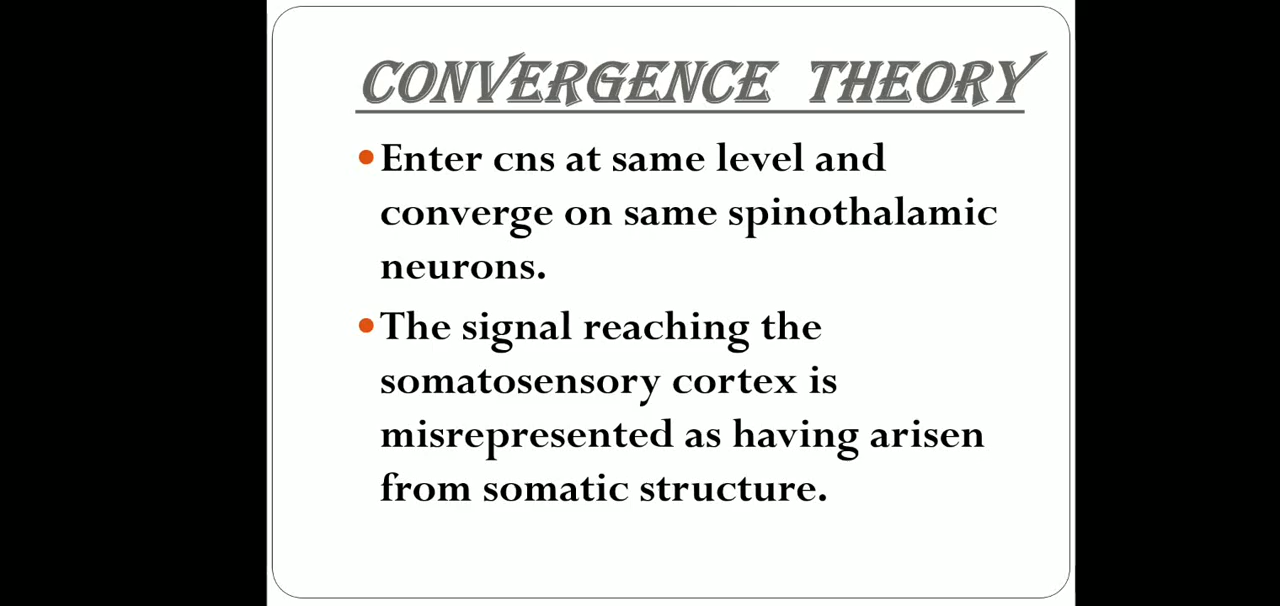 CONVERGENCE THEORY
• Enter cns at same level and
converge on same spinothalamic
neurons.
• The signal reaching the
somatosensory cortex is
misrepresented as having arisen
from somatic structure.